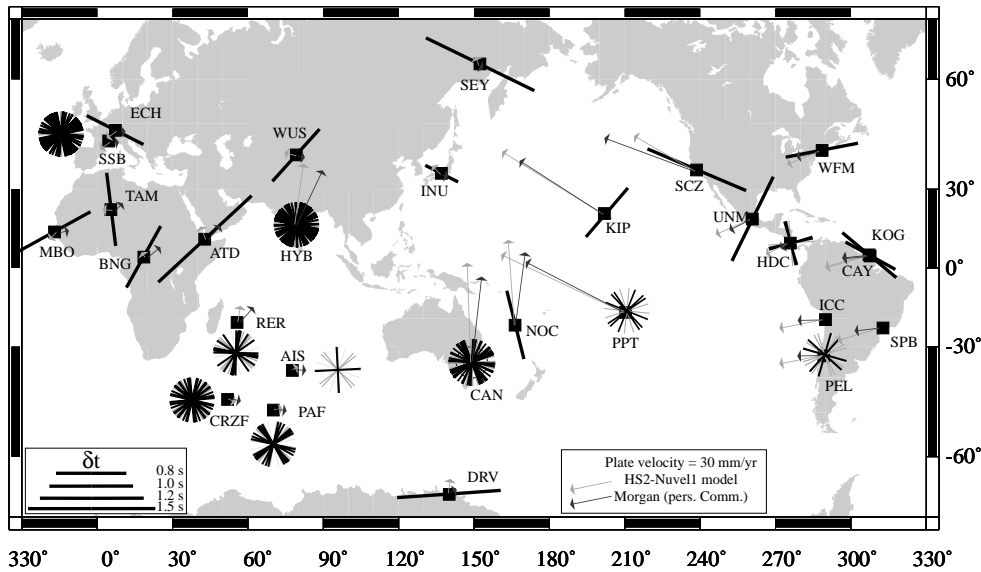 SEY
60°
ECH
SSB
WUS
WFM
INU
SCZ
30°
TAM
UNM
KIP
MBO
BNG
ATD
HYB
HDC
KOG
CAY
0°
RER
NOC
PPT
ICC
SPB
-30°
AIS
CAN
PEL
CRZF
PAF
-60°
δt
0.8 s
1.0 s
1.2 s
1.5 s
DRV
Plate velocity = 30 mm/yr
HS2-Nuvel1 model
Morgan (pers. Comm.)
330° 0° 30° 60° 90° 120° 150° 180° 210° 240° 270° 300° 330°